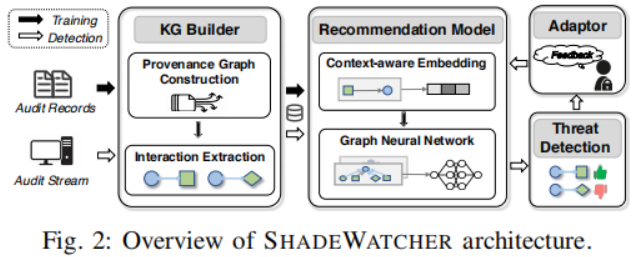 Training
Detection
KG Builder
Provenance Graph
Construction
Interaction Extraction
Audit Records
Audit Stream
Recommendation Model
Context-aware Embedding
Graph Neural Network
Adaptor
Feedback
Threat
Detection
Fig. 2: Overview of SHADEWATCHER architecture.